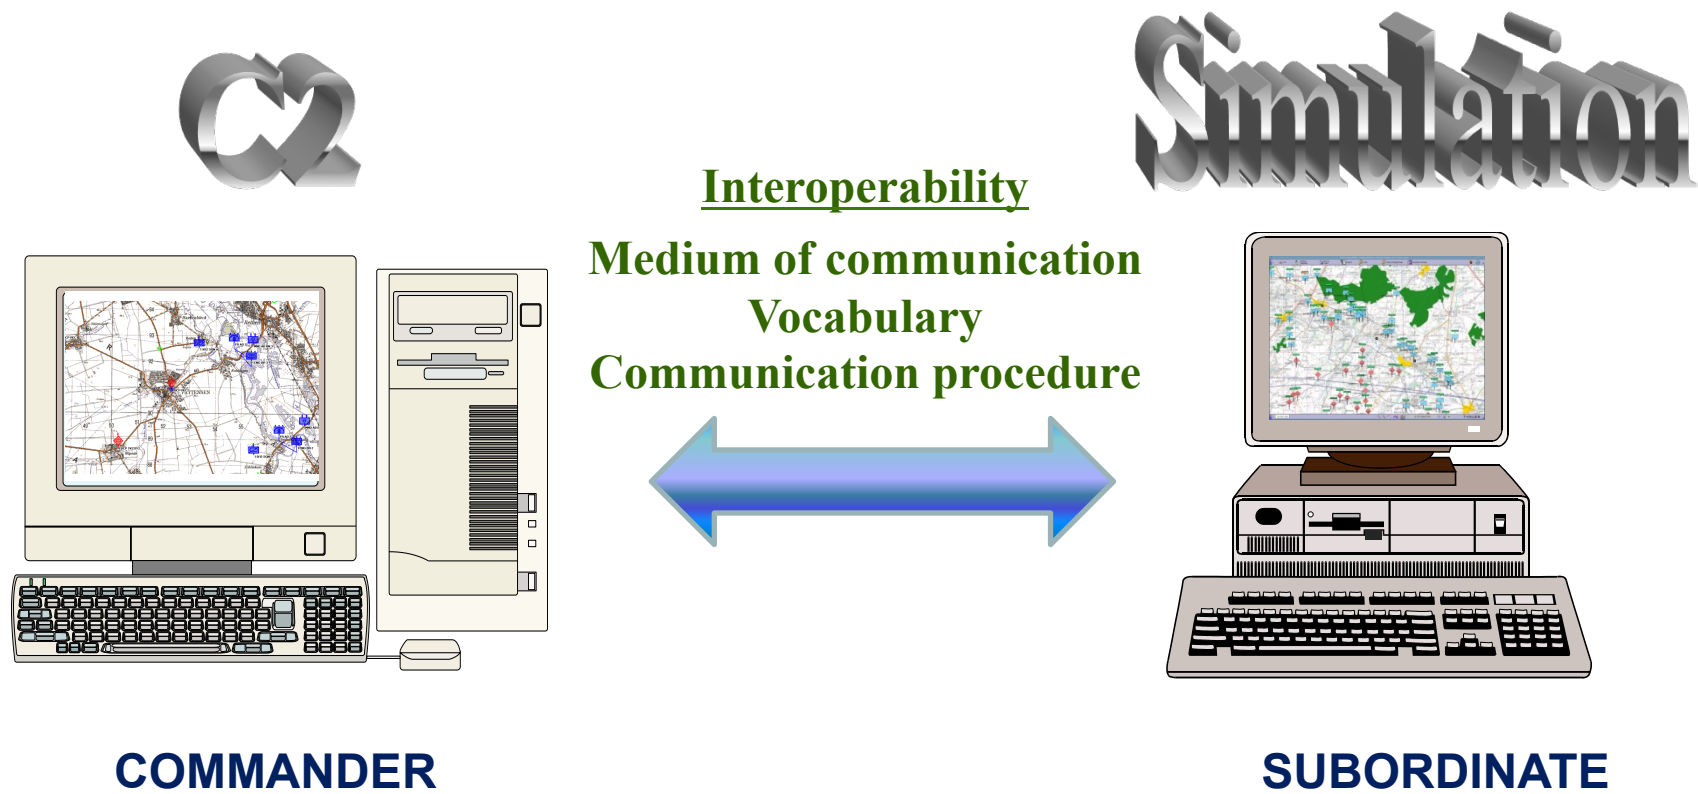 C2
Simulation
Interoperability
Medium of communication
Vocabulary
Communication procedure
COMMANDER
SUBORDINATE